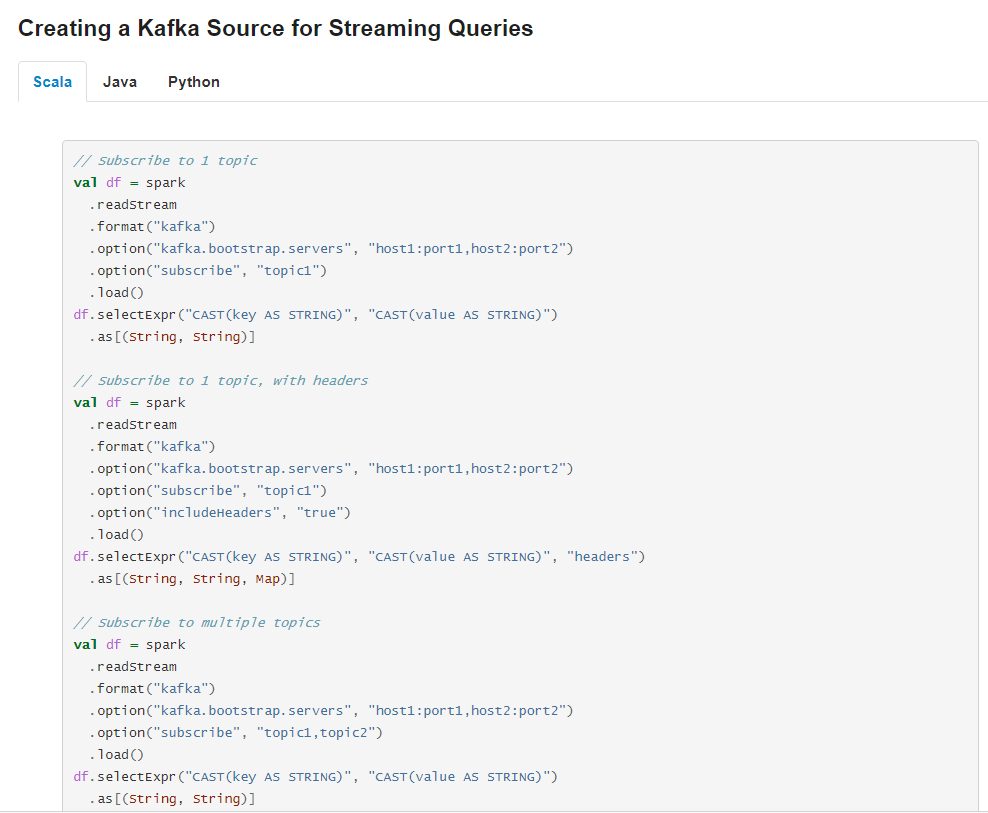 Creating a Kafka Source for Streaming Queries
Scala Java Python
// Subscribe to 1 topic
val df = spark
  .readStream
  .format("kafka")
  .option("kafka.bootstrap.servers", "host1:port1,host2:port2")
  .option("subscribe", "topic1")
  .load()
df.selectExpr("CAST(key AS STRING)", "CAST(value AS STRING)")
  .as[(String, String)]
// Subscribe to 1 topic, with headers
val df = spark
  .readStream
  .format("kafka")
  .option("kafka.bootstrap.servers", "host1:port1,host2:port2")
  .option("subscribe", "topic1")
  .option("includeHeaders", "true")
  .load()
df.selectExpr("CAST(key AS STRING)", "CAST(value AS STRING)", "headers")
  .as[(String, String, Map)]
// Subscribe to multiple topics
val df = spark
  .readStream
  .format("kafka")
  .option("kafka.bootstrap.servers", "host1:port1,host2:port2")
  .option("subscribe", "topic1,topic2")
  .load()
df.selectExpr("CAST(key AS STRING)", "CAST(value AS STRING)")
  .as[(String, String)]